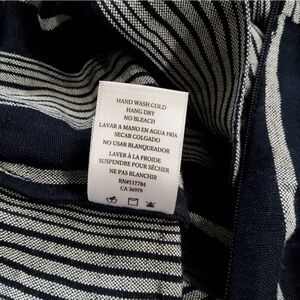 HAND WASH COLD
HANG DRY
NO BLEACH
LAVAR A MANO EN AGUA FRÍA
SECAR COLGADO
NO USAR BLANQUEADOR
LAVER À LA FROIDE
SUSPENDRE POUR SÉCHER
NE PAS BLANCHIR
RN#117784
CA 36979